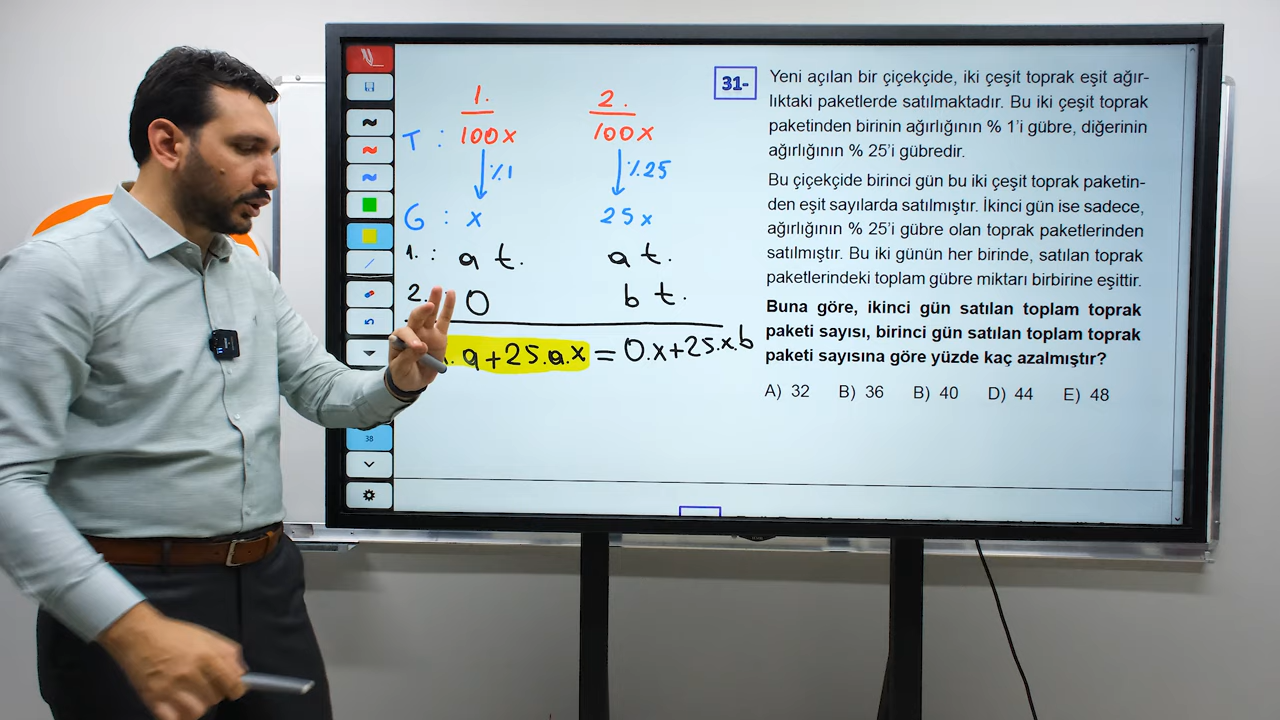 1. 2.
T : 100x 100x
%1 %25
G : x 25x
1. : a t. a t.
2. 0 b t.
. a+25.a.x = 0.x+25.x.b
38
31-
Yeni açılan bir çiçekçide, iki çeşit toprak eşit ağır-
lıktaki paketlerde satılmaktadır. Bu iki çeşit toprak
paketinden birinin ağırlığının % 1'i gübre, diğerinin
ağırlığının % 25'i gübredir.
Bu çiçekçide birinci gün bu iki çeşit toprak paketin-
den eşit sayılarda satılmıştır. İkinci gün ise sadece,
ağırlığının % 25'i gübre olan toprak paketlerinden
satılmıştır. Bu iki günün her birinde, satılan toprak
paketlerindeki toplam gübre miktarı birbirine eşittir.
Buna göre, ikinci gün satılan toplam toprak
paketi sayısı, birinci gün satılan toplam toprak
paketi sayısına göre yüzde kaç azalmıştır?
A) 32 B) 36 B) 40 D) 44 E) 48